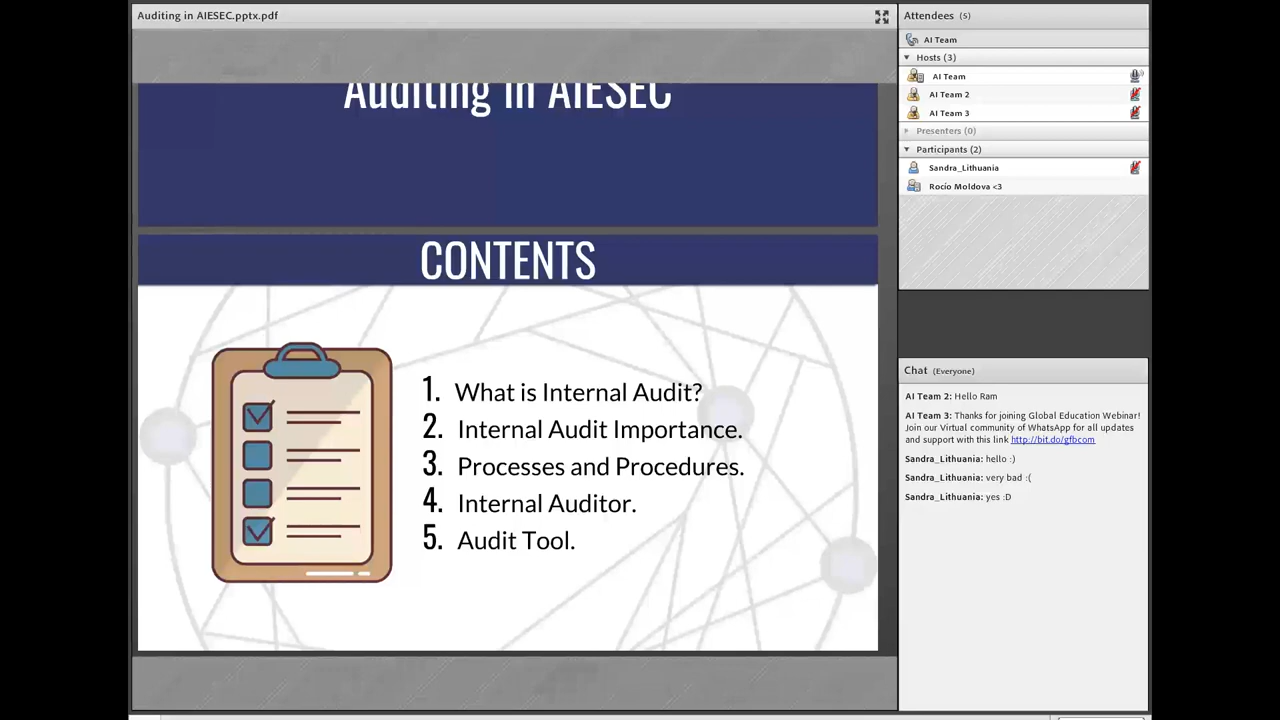 Auditing in AIESEC.pptx.pdf
Auditing in AIESEC
CONTENTS
1. What is Internal Audit?
2. Internal Audit Importance.
3. Processes and Procedures.
4. Internal Auditor.
5. Audit Tool.
Attendees (5)
AI Team
Hosts (3)
AI Team
AI Team 2
AI Team 3
Presenters (0)
Participants (2)
Sandra_Lithuania
Rocío Moldova <3
Chat (Everyone)
AI Team 2: Hello Ram
AI Team 3: Thanks for joining Global Education Webinar!
Join our Virtual community of WhatsApp for all updates
and support with this link http://bit.do/gfbcom
Sandra_Lithuania: hello :)
Sandra_Lithuania: very bad :(
Sandra_Lithuania: yes :D